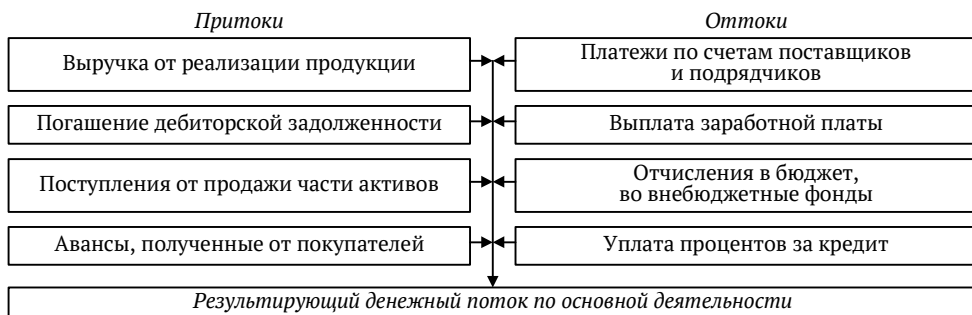 Притоки
Оттоки
Выручка от реализации продукции
Платежи по счетам поставщиков
и подрядчиков
Погашение дебиторской задолженности
Выплата заработной платы
Поступления от продажи части активов
Отчисления в бюджет,
во внебюджетные фонды
Авансы, полученные от покупателей
Уплата процентов за кредит
Результирующий денежный поток по основной деятельности